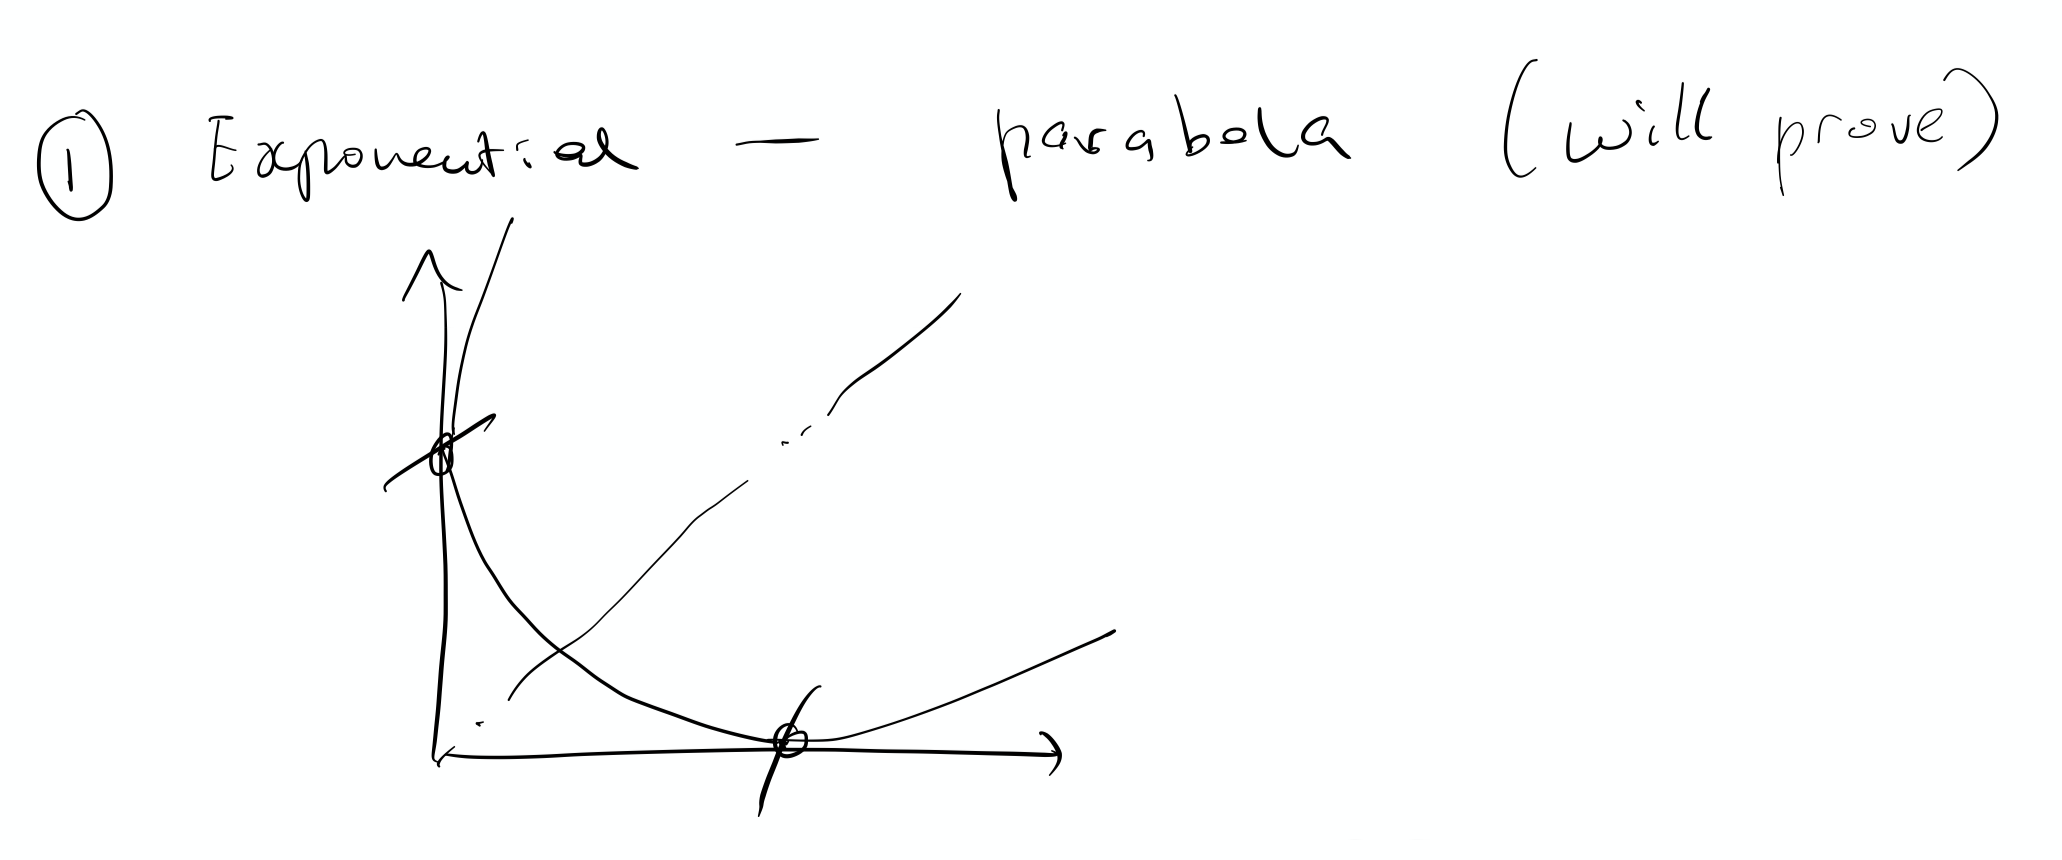 ① Exponential — parabola (will prove)